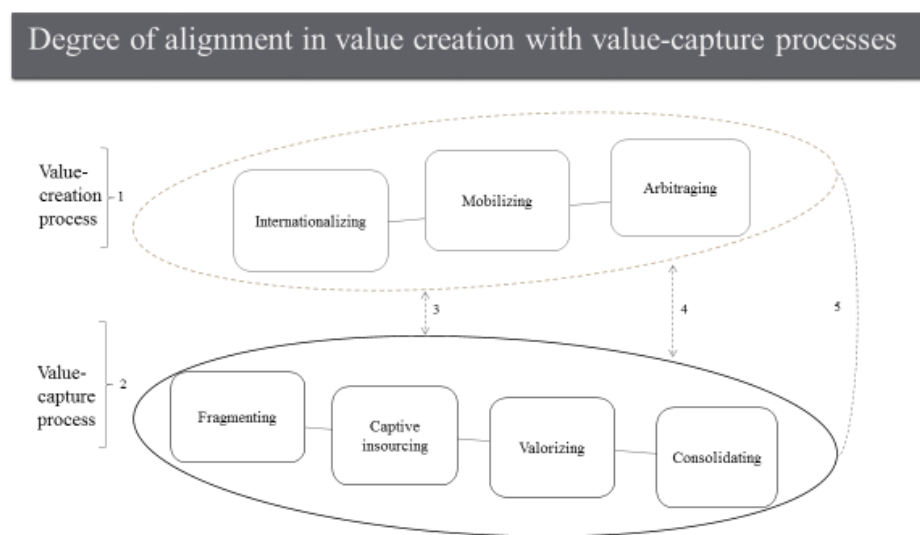 Degree of alignment in value creation with value-capture processes
Value-
creation
process
1
Internationalizing
Mobilizing
Arbitraging
3
4
5
Value-
capture
process
2
Fragmenting
Captive
insourcing
Valorizing
Consolidating